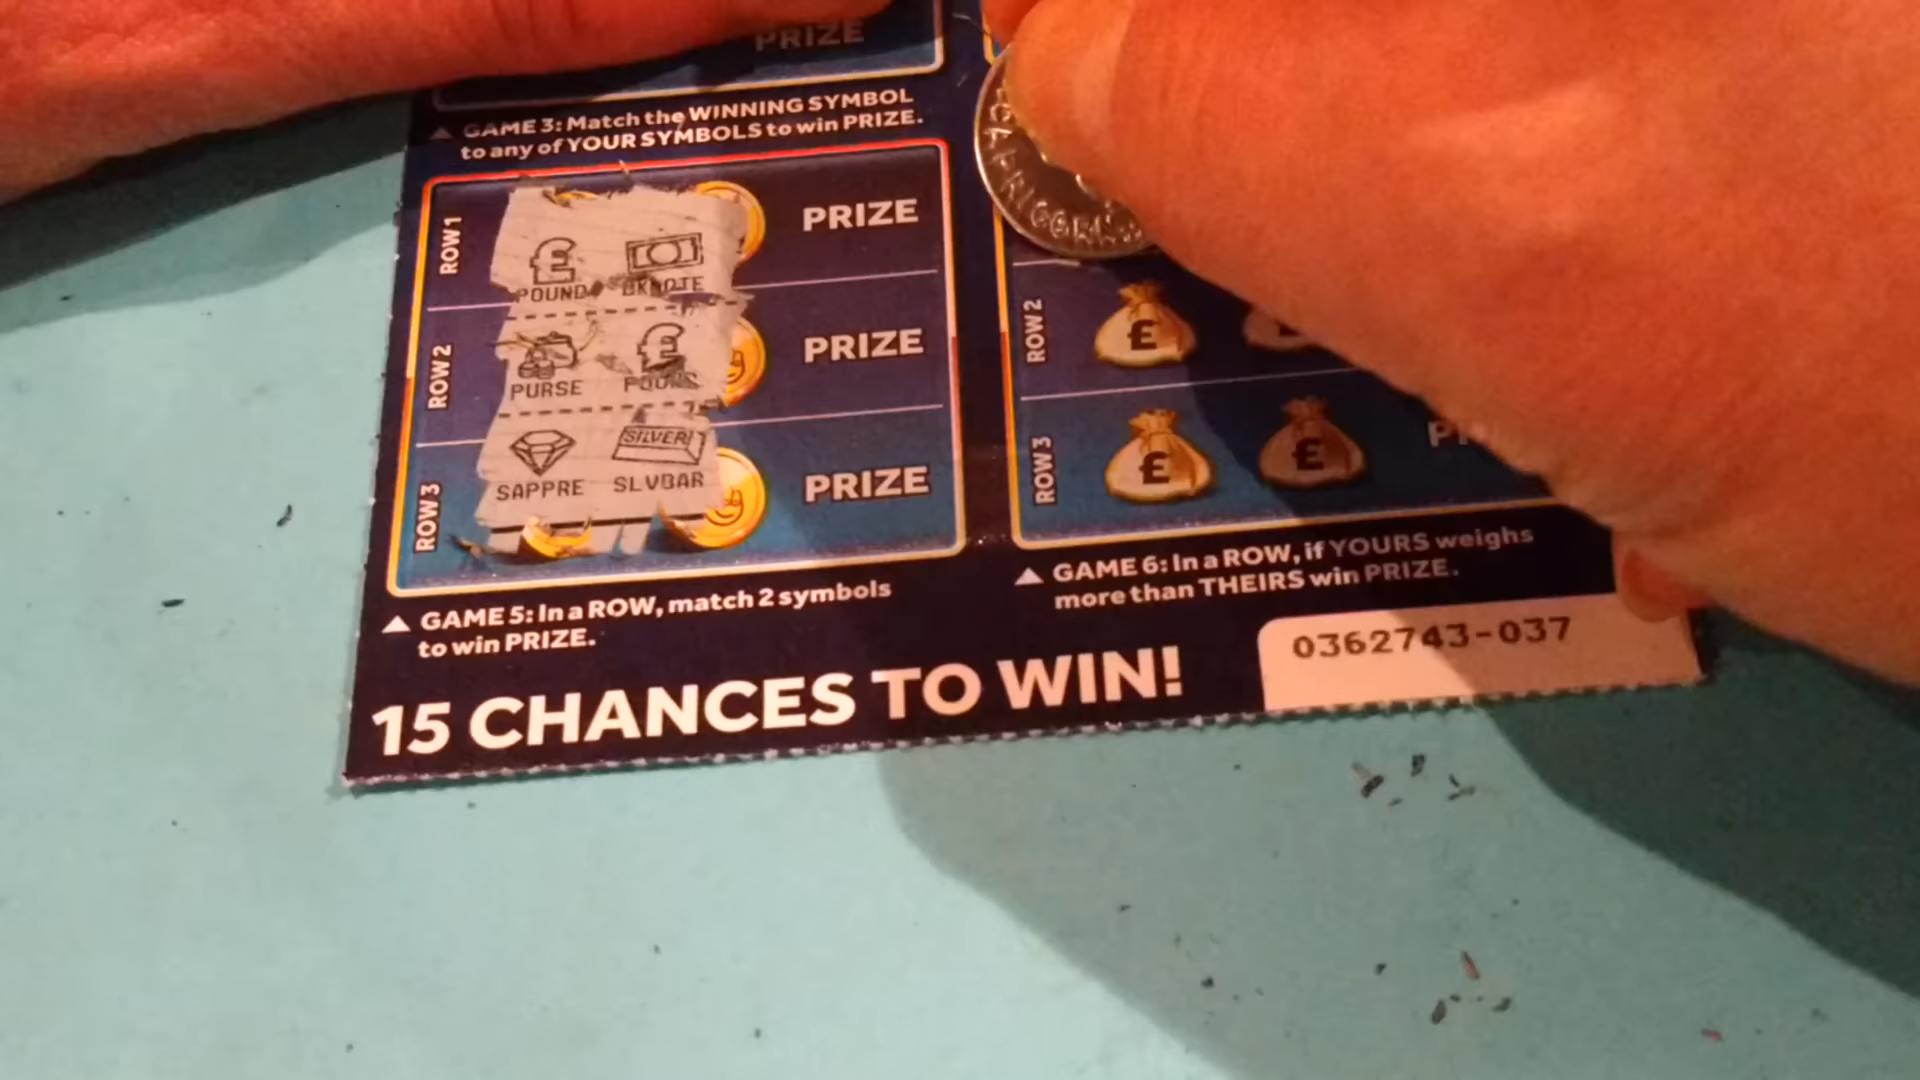 PRIZE
GAME 3: Match the WINNING SYMBOL
to any of YOUR SYMBOLS to win PRIZE.
ROW 1
£
POUND
BKNOTE
PRIZE
ROW 2
PURSE
£
POUND
PRIZE
ROW 3
SAPPRE
SILVER
SLVBAR
PRIZE
GAME 5: In a ROW, match 2 symbols
to win PRIZE.
ROW 2
£
ROW 3
£
£
GAME 6: In a ROW, if YOURS weighs
more than THEIRS win PRIZE.
15 CHANCES TO WIN!
0362743-037